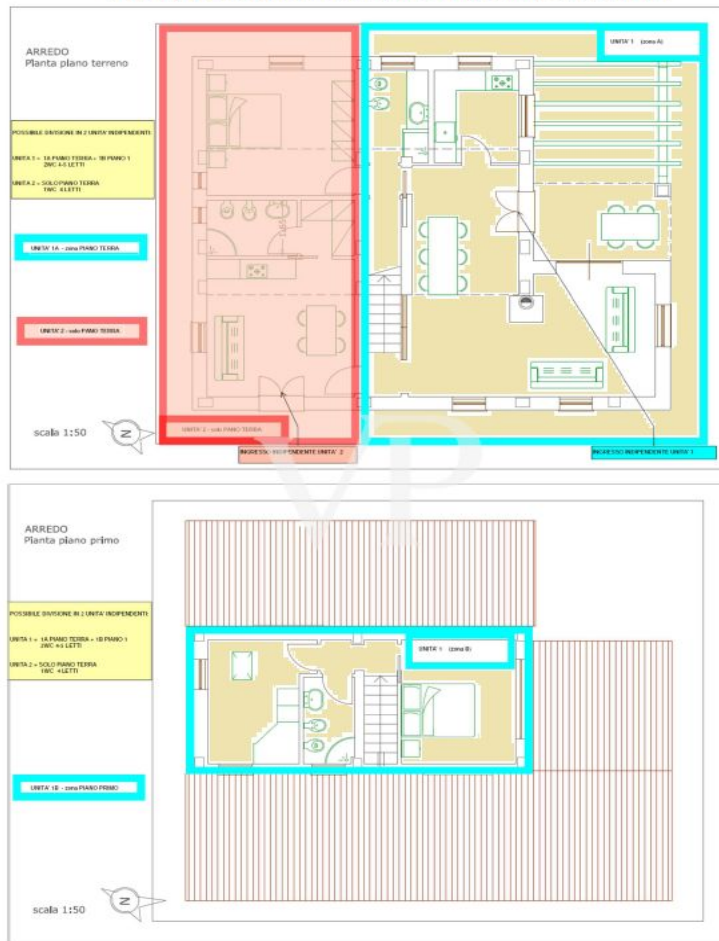 ARREDO
Planta piano terreno
UNITA' 1 (zona A)
POSSIBILE DIVISIONE IN 2 UNITA' INDIPENDENTI:
UNITA 1 = 1A PIANO TERRA + 1B PIANO 1
2WC 4-5 LETTI
UNITA 2 = SOLO PIANO TERRA
1WC 4 LETTI
UNITA' 1A - zona PIANO TERRA
UNITA' 2 - solo PIANO TERRA
scala 1:50
N
UNITA' 2 - solo PIANO TERRA
INGRESSO INDIPENDENTE UNITA' 2
INGRESSO INDIPENDENTE UNITA' 1
VP
ARREDO
Planta piano primo
POSSIBILE DIVISIONE IN 2 UNITA' INDIPENDENTI:
UNITA 1 = 1A PIANO TERRA + 1B PIANO 1
2WC 4-5 LETTI
UNITA 2 = SOLO PIANO TERRA
1WC 4 LETTI
UNITA' 1 (zona B)
UNITA' 1B - zona PIANO PRIMO
scala 1:50
N